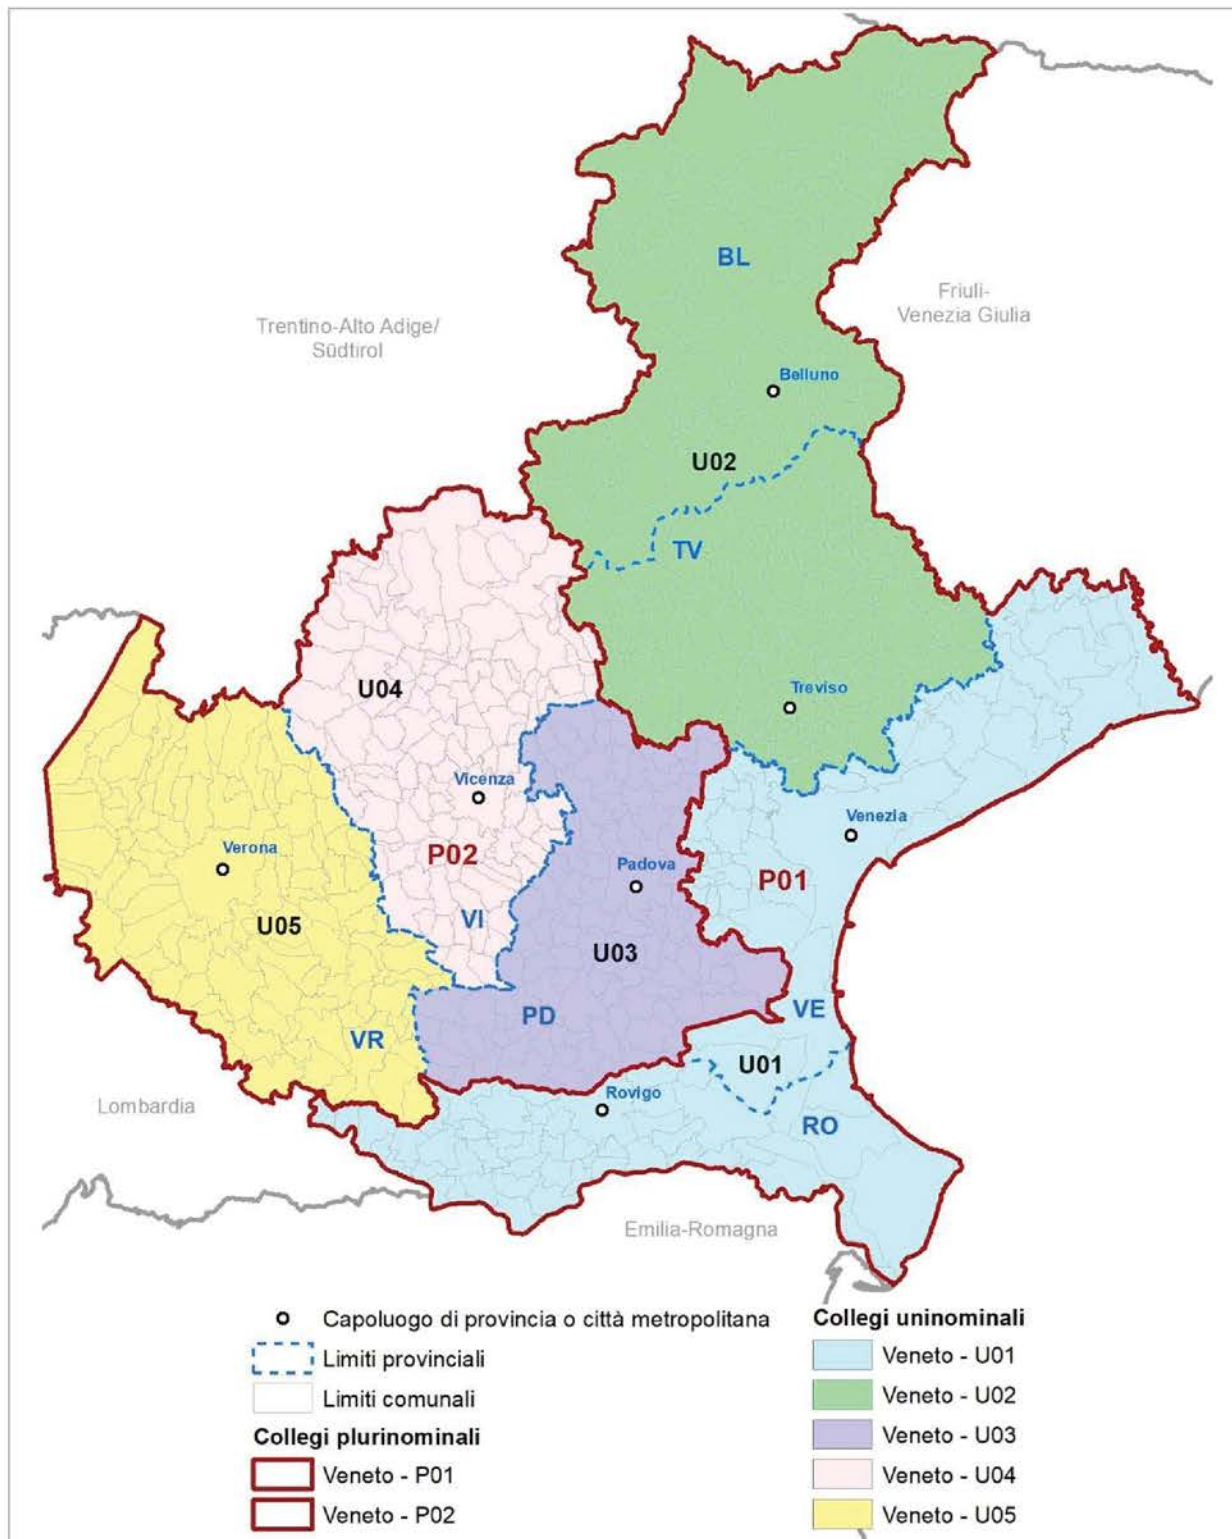 BL
Friuli-
Venezia Giulia
Trentino-Alto Adige/
Südtirol
Belluno
U02
TV
U04
Treviso
Vicenza
Venezia
Verona
P02
Padova
P01
VI
U05
U03
VE
PD
VR
U01
Lombardia
Rovigo
RO
Emilia-Romagna
Capoluogo di provincia o città metropolitana
Limiti provinciali
Limiti comunali
Collegi plurinominali
Veneto - P01
Veneto - P02
Collegi uninominali
Veneto - U01
Veneto - U02
Veneto - U03
Veneto - U04
Veneto - U05